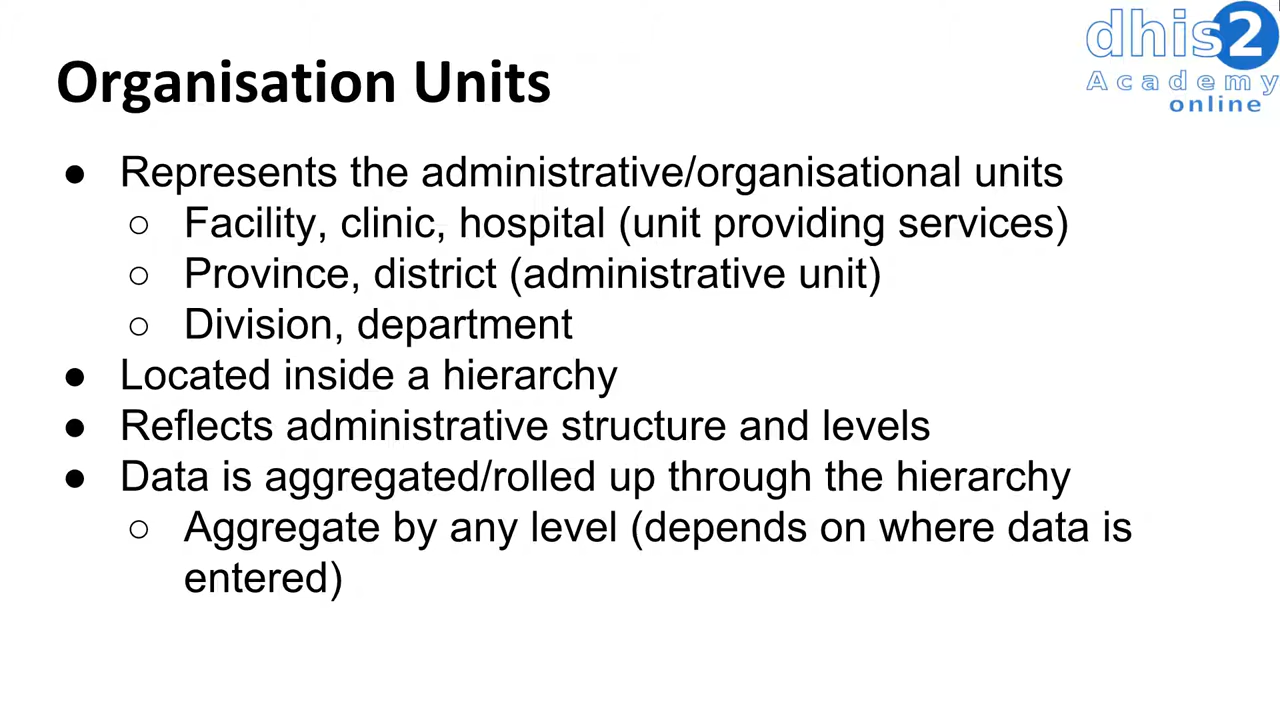 dhis2
Academy
online
Organisation Units
● Represents the administrative/organisational units
○ Facility, clinic, hospital (unit providing services)
○ Province, district (administrative unit)
○ Division, department
● Located inside a hierarchy
● Reflects administrative structure and levels
● Data is aggregated/rolled up through the hierarchy
○ Aggregate by any level (depends on where data is
entered)